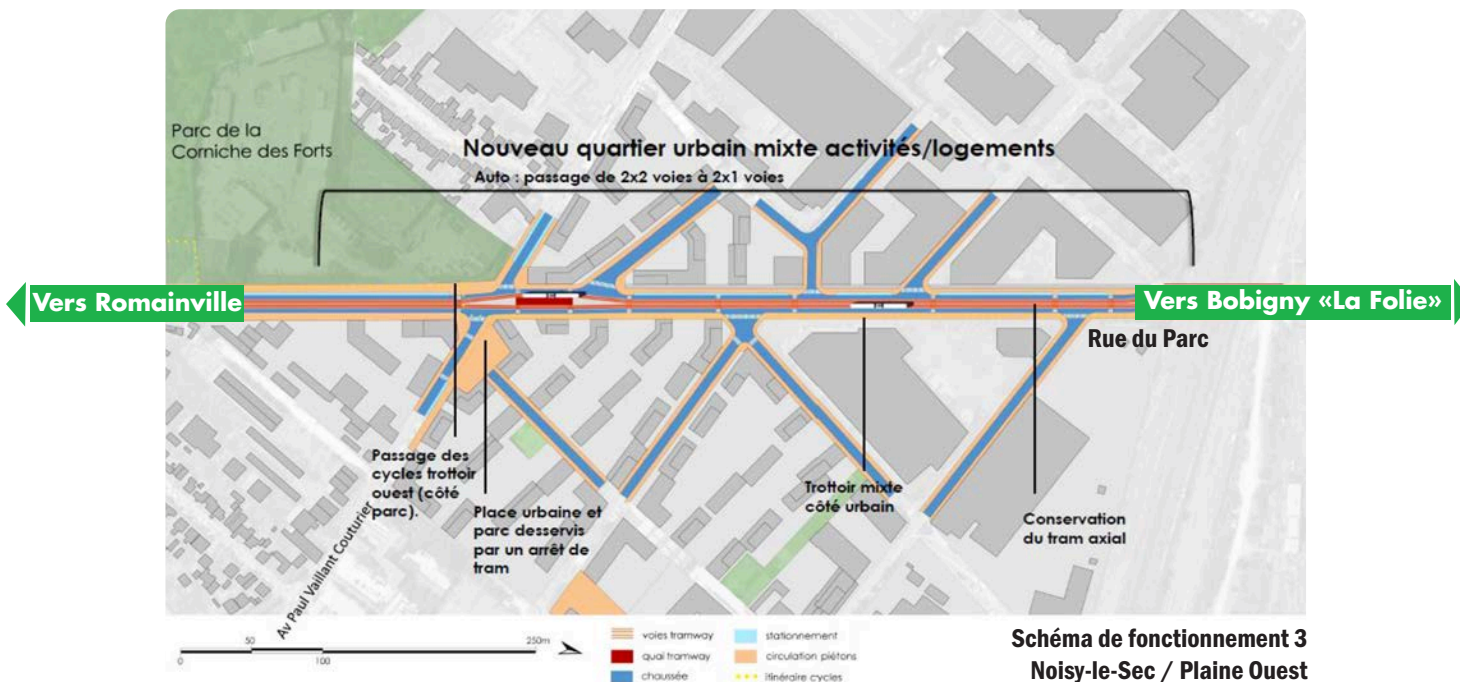 Parc de la
Corniche des Forts
Nouveau quartier urbain mixte activités/logements
Auto : passage de 2x2 voies à 2x1 voies
Vers Romainville
Vers Bobigny «La Folie»
Rue du Parc
Passage des
cycles trottoir
ouest (côté
parc).
Place urbaine et
parc desservis
par un arrêt de
tram
Trottoir mixte
côté urbain
Conservation
du tram axial
Av Paul Vaillant Couturier
0
50
100
250m
voies tramway
quai tramway
chaussée
stationnement
circulation piétons
itinéraire cycles
Schéma de fonctionnement 3
Noisy-le-Sec / Plaine Ouest